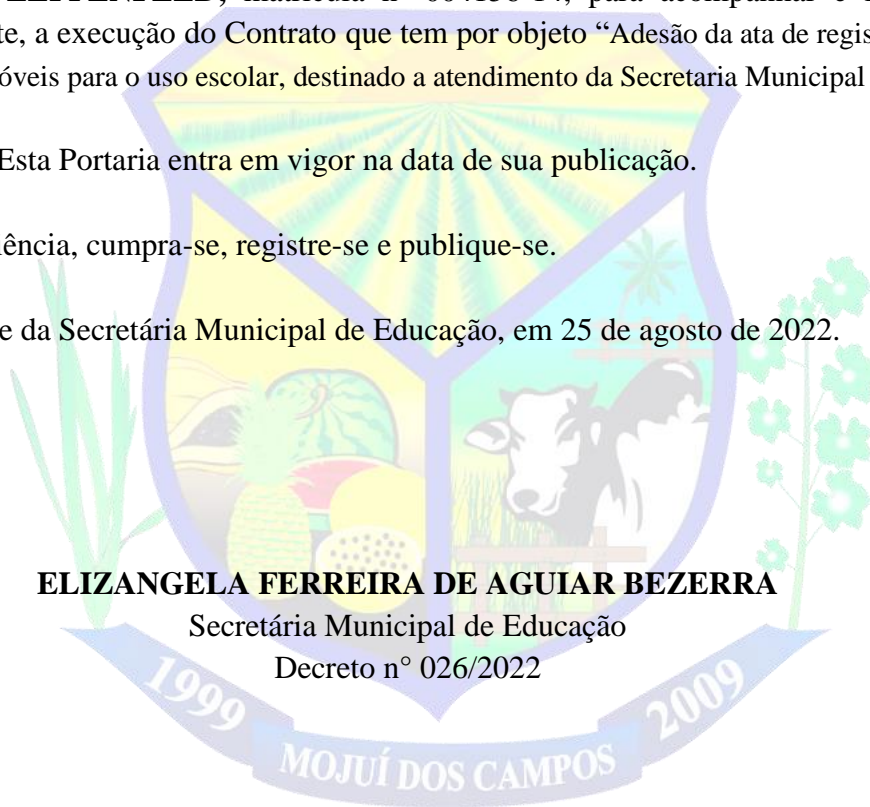 para acompanhar e
te, a execução do Contrato que tem por objeto “Adesão da ata de regis
óveis para o uso escolar, destinado a atendimento da Secretaria Municipal
Esta Portaria entra em vigor na data de sua publicação.
iência, cumpra-se, registre-se e publique-se.
e da Secretária Municipal de Educação, em 25 de agosto de 2022.
ELIZANGELA FERREIRA DE AGUIAR BEZERRA
Secretária Municipal de Educação
Decreto n° 026/2022
1999
2009
MOJUÍ DOS CAMPOS